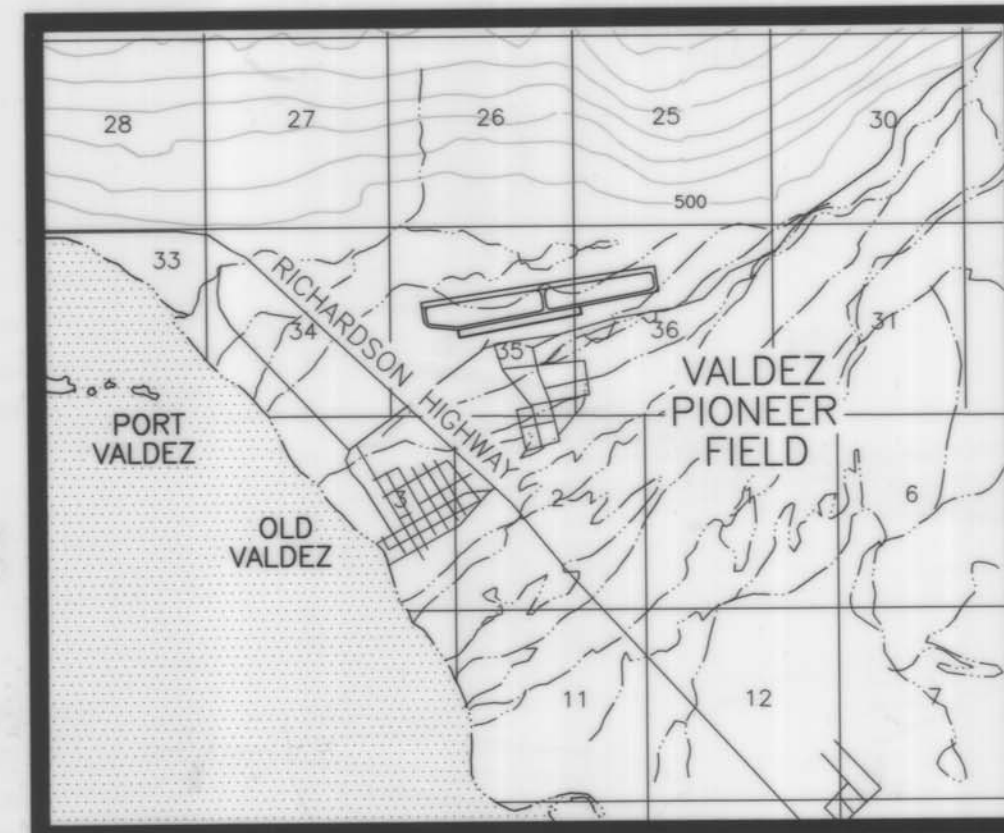 28
27
26
25
30
500
33
RICHARDSON HIGHWAY
34
35
36
31
VALDEZ
PIONEER
FIELD
PORT
VALDEZ
3
2
6
OLD
VALDEZ
11
12
7